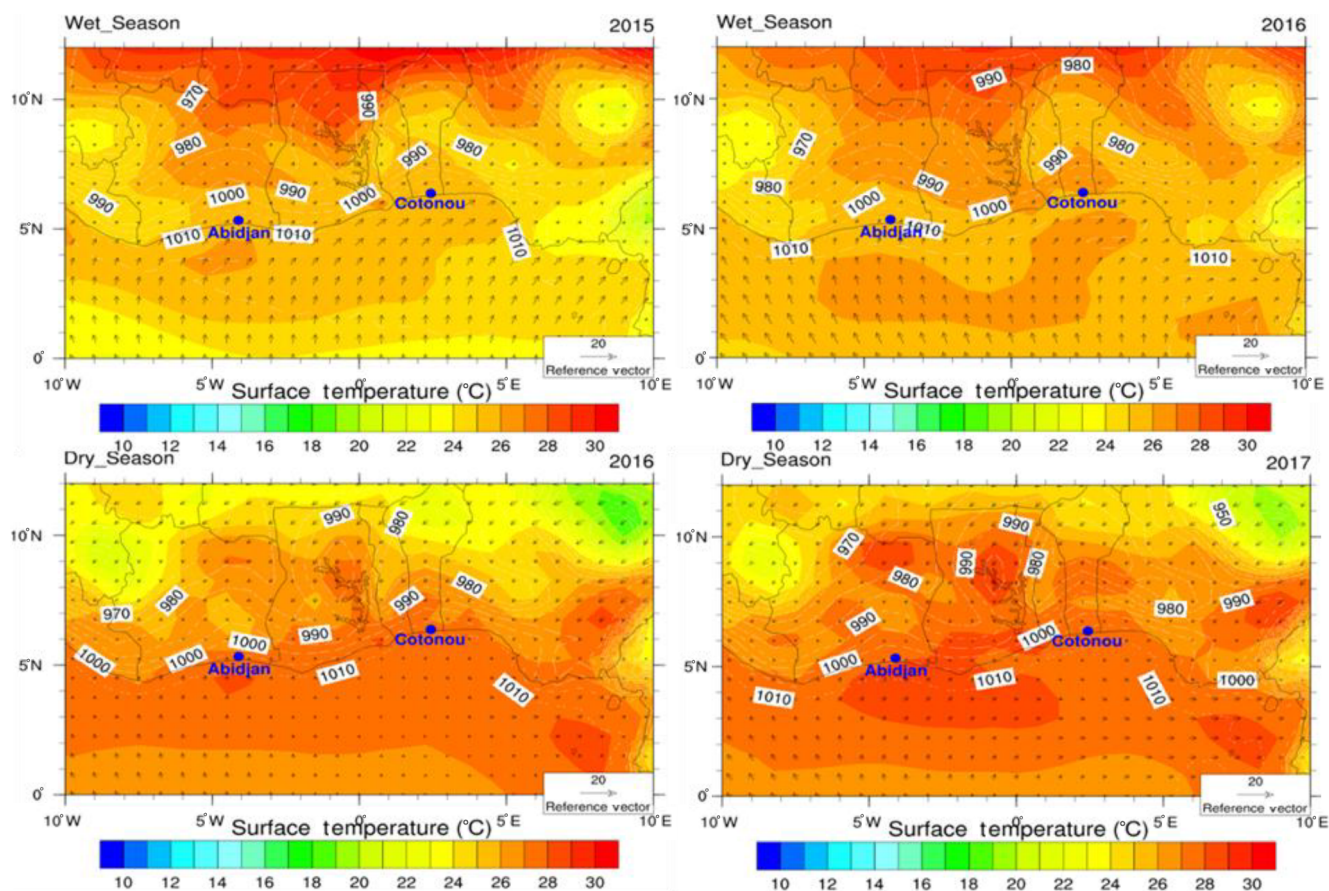 Wet_Season 2015
970
10°N
990
980
990
980
1000
990
1000
990
Cotonou
5°N
1010
Abidjan
1010
1010
20
Reference vector
0°
10°W 5°W 0° 5°E 10°E
Surface temperature (°C)
10 12 14 16 18 20 22 24 26 28 30
Wet_Season 2016
980
990
10°N
970
980
990
980
990
1000
1000
Cotonou
5°N
Abidjan
1010
1010
1010
20
Reference vector
0°
10°W 5°W 0° 5°E 10°E
Surface temperature (°C)
10 12 14 16 18 20 22 24 26 28 30
Dry_Season 2016
990
980
10°N
980
980
970
990
1000
990
1000
1000
Cotonou
5°N
Abidjan
1010
1010
20
Reference vector
0°
10°W 5°W 0° 5°E 10°E
Surface temperature (°C)
10 12 14 16 18 20 22 24 26 28 30
Dry_Season 2017
990
950
10°N
970
990
980
980
990
980
990
1000
Cotonou
1000
5°N
Abidjan
1010
1010
1010
1000
20
Reference vector
0°
10°W 5°W 0° 5°E 10°E
Surface temperature (°C)
10 12 14 16 18 20 22 24 26 28 30